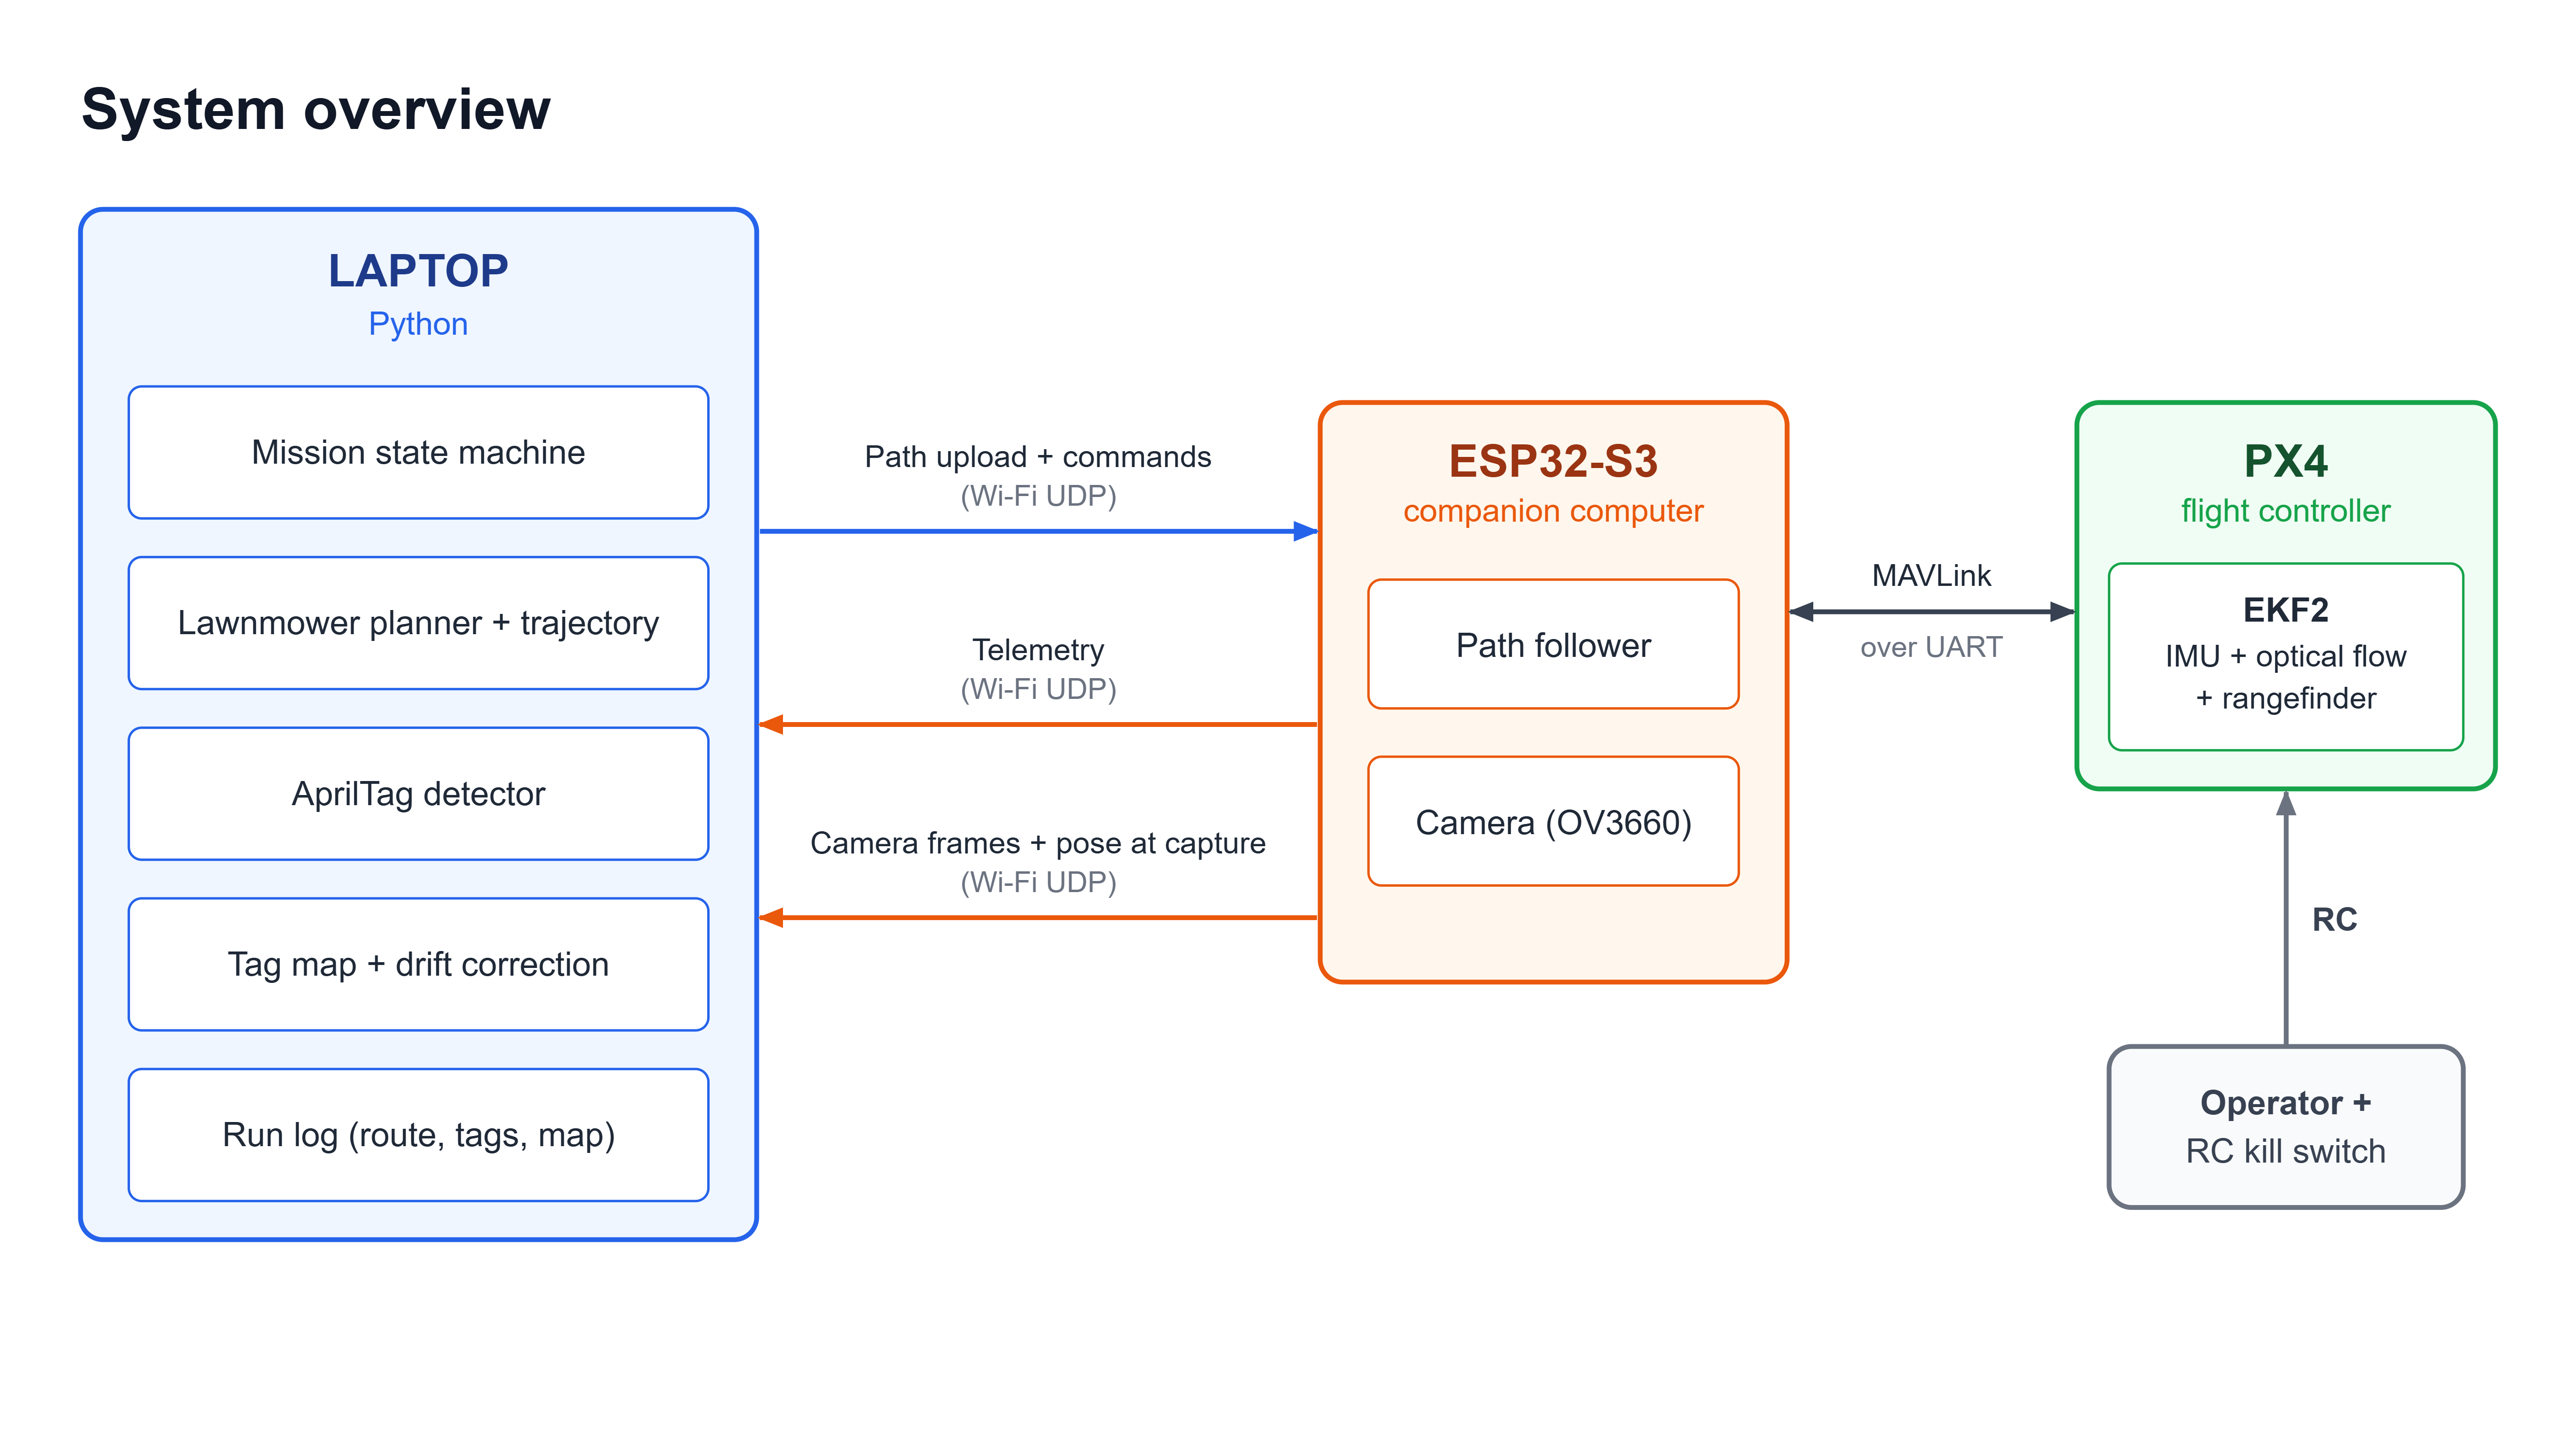 System overview
LAPTOP
Python
Mission state machine
Lawnmower planner + trajectory
AprilTag detector
Tag map + drift correction
Run log (route, tags, map)
Path upload + commands
(Wi-Fi UDP)
Telemetry
(Wi-Fi UDP)
Camera frames + pose at capture
(Wi-Fi UDP)
ESP32-S3
companion computer
Path follower
Camera (OV3660)
MAVLink
over UART
PX4
flight controller
EKF2
IMU + optical flow
+ rangefinder
RC
Operator +
RC kill switch